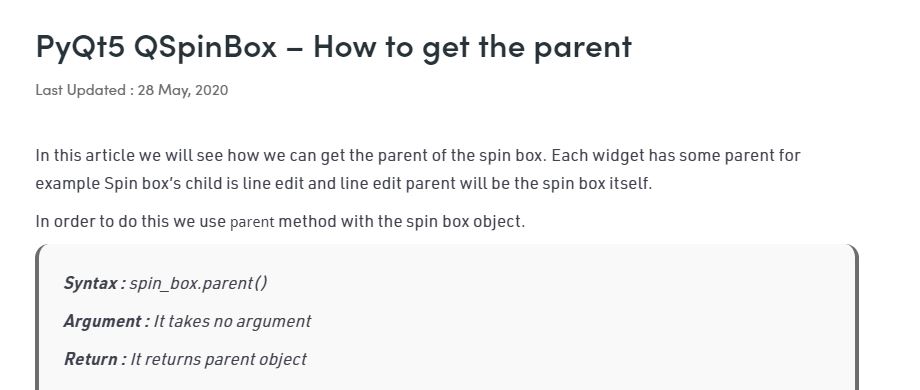 PyQt5 QSpinBox – How to get the parent
Last Updated : 28 May, 2020
In this article we will see how we can get the parent of the spin box. Each widget has some parent for
example Spin box's child is line edit and line edit parent will be the spin box itself.
In order to do this we use parent method with the spin box object.
Syntax : spin_box.parent()
Argument : It takes no argument
Return : It returns parent object